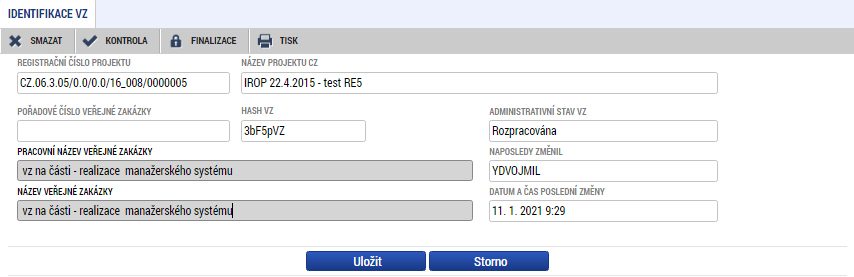 IDENTIFIKACE VZ
SMAZAT KONTROLA FINALIZACE TISK
REGISTRAČNÍ ČÍSLO PROJEKTU NÁZEV PROJEKTU CZ
CZ.06.3.05/0.0/0.0/16_008/0000005 IROP 22.4.2015 - test RE5
POŘADOVÉ ČÍSLO VEŘEJNÉ ZAKÁZKY HASH VZ ADMINISTRATIVNÍ STAV VZ
3bF5pVZ Rozpracována
PRACOVNÍ NÁZEV VEŘEJNÉ ZAKÁZKY NAPOSLEDY ZMĚNIL
vz na části - realizace manažerského systému YDVOJMIL
NÁZEV VEŘEJNÉ ZAKÁZKY DATUM A ČAS POSLEDNÍ ZMĚNY
vz na části - realizace manažerského systému 11. 1. 2021 9:29
Uložit Storno